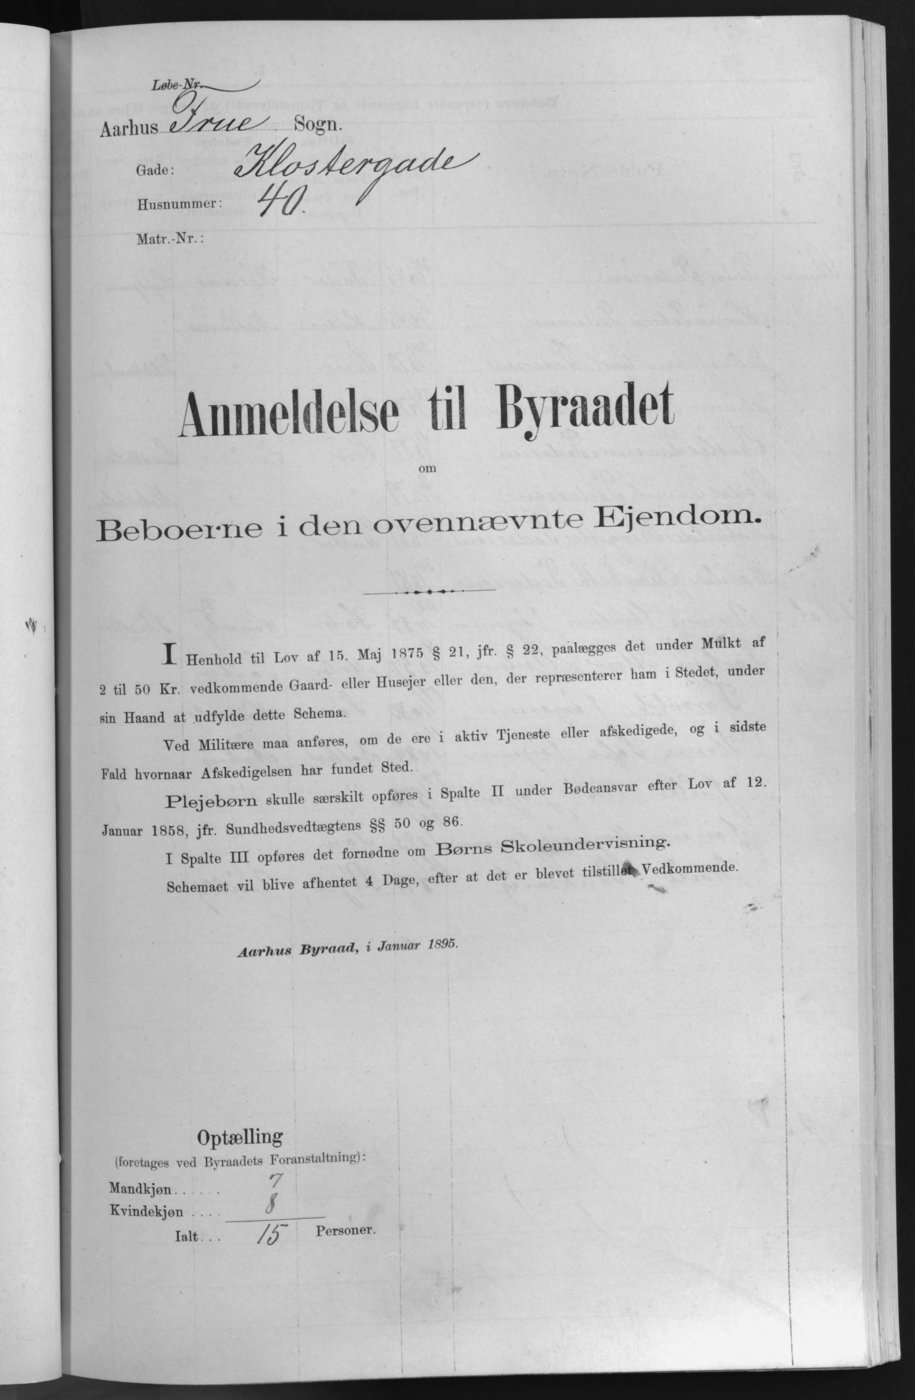 Løbe-Nr.
Aarhus Frue Sogn.
Gade: Klostergade
Husnummer: 40.
Matr.-Nr.:
Anmeldelse til Byraadet
om
Beboerne i den ovennævnte Ejendom.
I Henhold til Lov af 15. Maj 1875 § 21, jfr. § 22, paalægges det under Mulkt af
2 til 50 Kr. vedkommende Gaard- eller Husejer eller den, der repræsenterer ham i Stedet, under
sin Haand at udfylde dette Schema.
Ved Militære maa anføres, om de ere i aktiv Tjeneste eller afskedigede, og i sidste
Fald hvornaar Afskedigelsen har fundet Sted.
Plejebørn skulle særskilt opføres i Spalte II under Bødeansvar efter Lov af 12.
Januar 1858, jfr. Sundhedsvedtægtens §§ 50 og 86.
I Spalte III opføres det fornødne om Børns Skoleundervisning.
Schemaet vil blive afhentet 4 Dage, efter at det er blevet tilstillet Vedkommende.
Aarhus Byraad, i Januar 1895.
Optælling
(foretages ved Byraadets Foranstaltning):
Mandkjøn...... 7
Kvindekjøn .... 8
Ialt... 15 Personer.